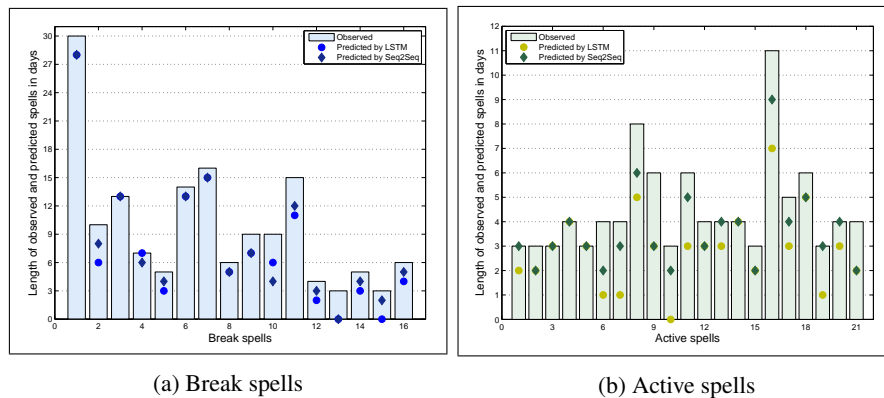 Length of observed and predicted spells in days
30
27
24
21
18
15
12
9
6
3
0
Observed
Predicted by LSTM
Predicted by Seq2Seq
0 2 4 6 8 10 12 14 16
Break spells
(a) Break spells
Length of observed and predicted spells in days
12
11
10
9
8
7
6
5
4
3
2
1
0
Observed
Predicted by LSTM
Predicted by Seq2Seq
0 3 6 9 12 15 18 21
Active spells
(b) Active spells